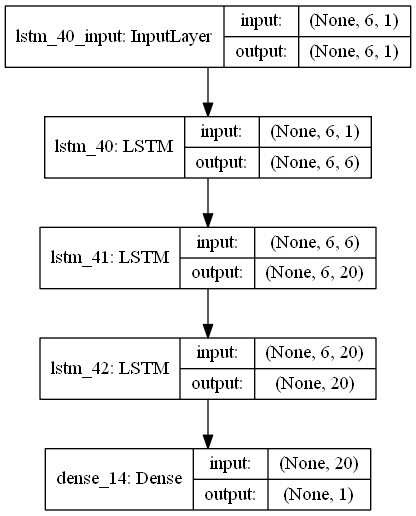 lstm_40_input: InputLayer
input: (None, 6, 1)
output: (None, 6, 1)
lstm_40: LSTM
input: (None, 6, 1)
output: (None, 6, 6)
lstm_41: LSTM
input: (None, 6, 6)
output: (None, 6, 20)
lstm_42: LSTM
input: (None, 6, 20)
output: (None, 20)
dense_14: Dense
input: (None, 20)
output: (None, 1)